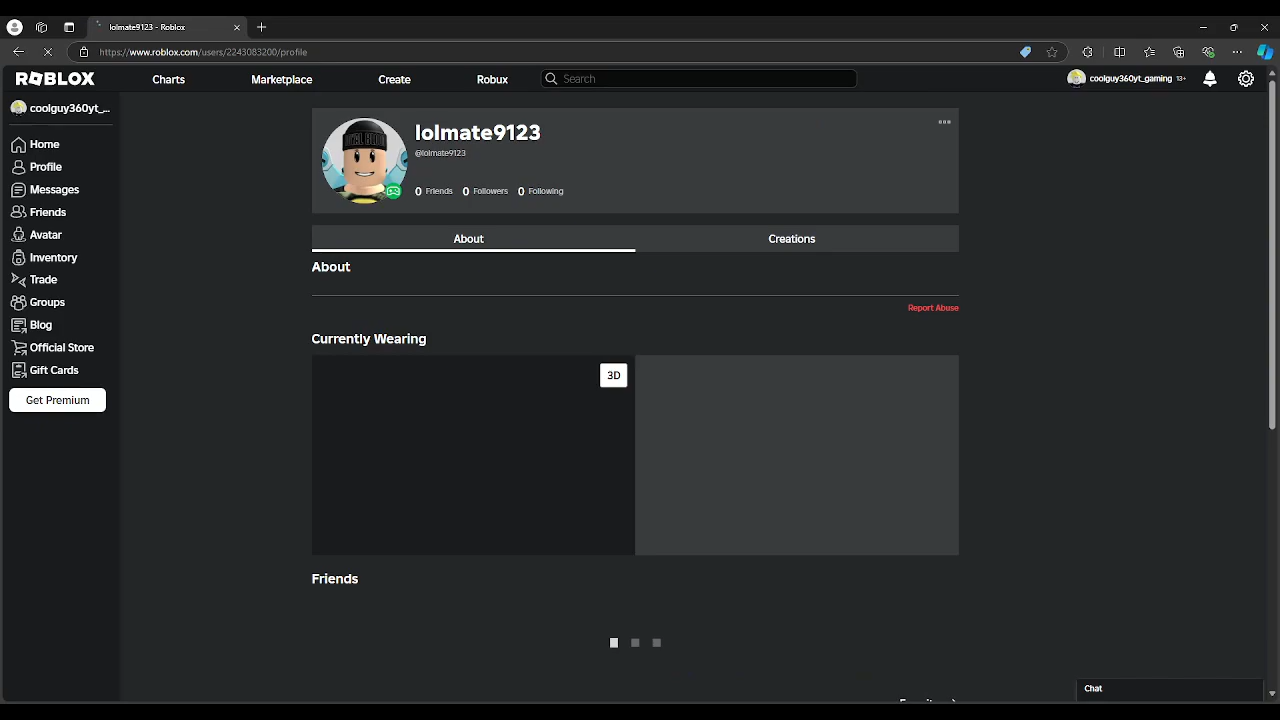 lolmate9123 - Roblox
https://www.roblox.com/users/2243083200/profile
ROBLOX
Charts
Marketplace
Create
Robux
Search
coolguy360yt_gaming 13+
coolguy360yt_...
Home
Profile
Messages
Friends
Avatar
Inventory
Trade
Groups
Blog
Official Store
Gift Cards
Get Premium
lolmate9123
@lolmate9123
0 Friends 0 Followers 0 Following
About
Creations
About
Report Abuse
Currently Wearing
3D
Friends
Chat